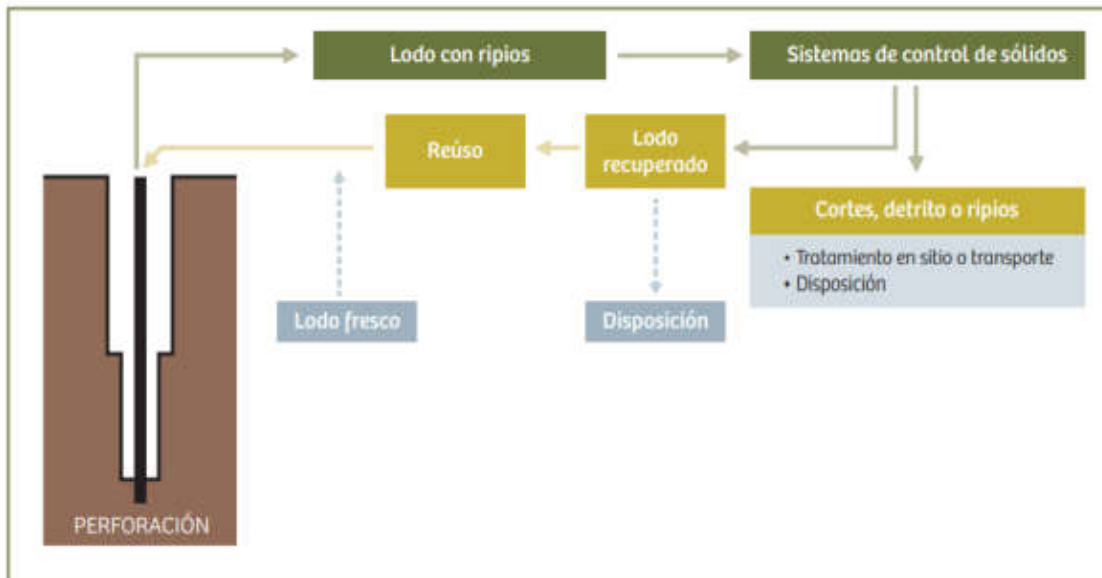 Lodo con ripios
Sistemas de control de sólidos
Reúso
Lodo
recuperado
Cortes, detrito o ripios
• Tratamiento en sitio o transporte
• Disposición
Lodo fresco
Disposición
PERFORACIÓN